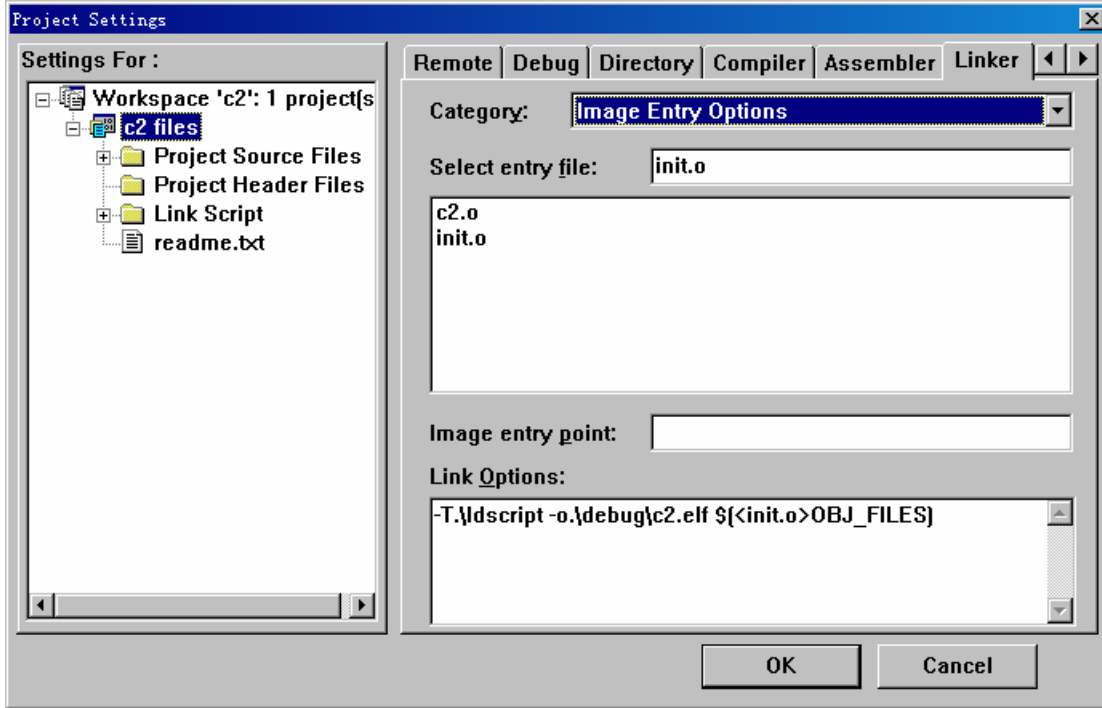 Project Settings
Settings For :
Workspace 'c2': 1 project(s
c2 files
Project Source Files
Project Header Files
Link Script
readme.txt
Remote Debug Directory Compiler Assembler Linker
Category: Image Entry Options
Select entry file: init.o
c2.o
init.o
Image entry point:
Link Options:
-T.\ldscript -o.\debug\c2.elf $(<init.o>OBJ_FILES)
OK Cancel